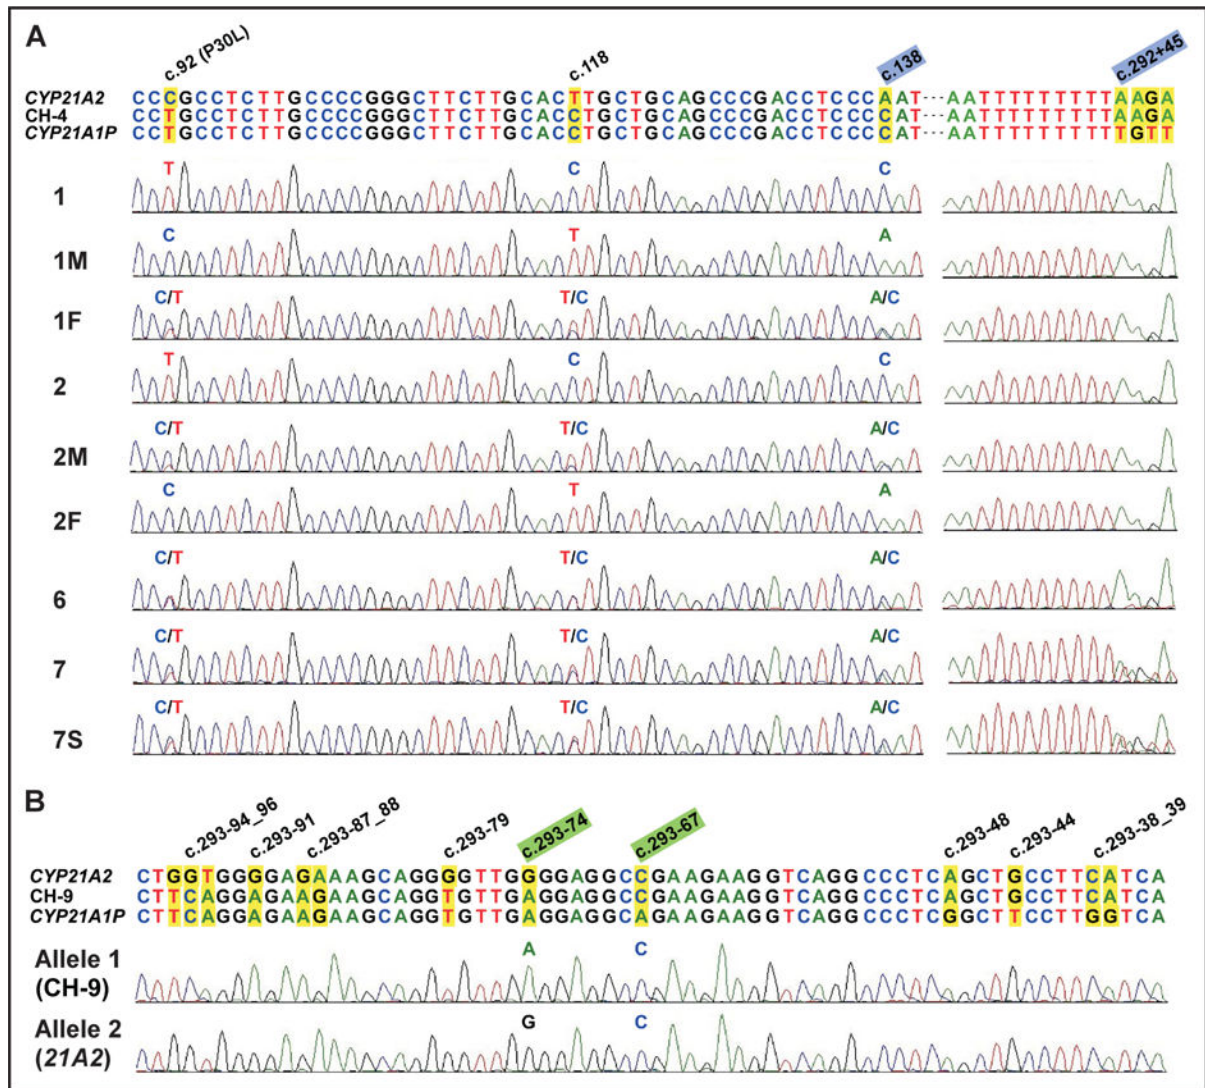 A
c.92 (P30L)
c.118
c.138
c.292+45
CYP21A2 CCCGCCTCTTGCCCCGGGCTTCTTGCACTTGCTGCAGCCCGACCTCCCAAT---AATTTTTTTTTAAGA
CH-4 CCTGCCTCTTGCCCCGGGCTTCTTGCACCTGCTGCAGCCCGACCTCCCCAT---AATTTTTTTTTAAGA
CYP21A1P CCTGCCTCTTGCCCCGGGCTTCTTGCACCTGCTGCAGCCCGACCTCCCCAT---AATTTTTTTTTTGTT
T C C
1
C T A
1M
C/T T/C A/C
1F
T C C
2
C/T T/C A/C
2M
C T A
2F
C/T T/C A/C
6
C/T T/C A/C
7
C/T T/C A/C
7S
B
c.293-94_96
c.293-91
c.293-87_88
c.293-79
c.293-74
c.293-67
c.293-48
c.293-44
c.293-38_39
CYP21A2 CTGGTGGGGAGAAAGCAGGGGTTGGGGAGGCCGAAGAAGGTCAGGCCCTCAGCTGCCTTCATCA
CH-9 CTTCAGGAGAAGAAGCAGGTGTTGAGGAGGCCGAAGAAGGTCAGGCCCTCAGCTGCCTTCATCA
CYP21A1P CTTCAGGAGAAGAAGCAGGTGTTGAGGAGGCAGAAGAAGGTCAGGCCCTCGGCTTCCTTGGTCA
A C
Allele 1
(CH-9)
G C
Allele 2
(21A2)